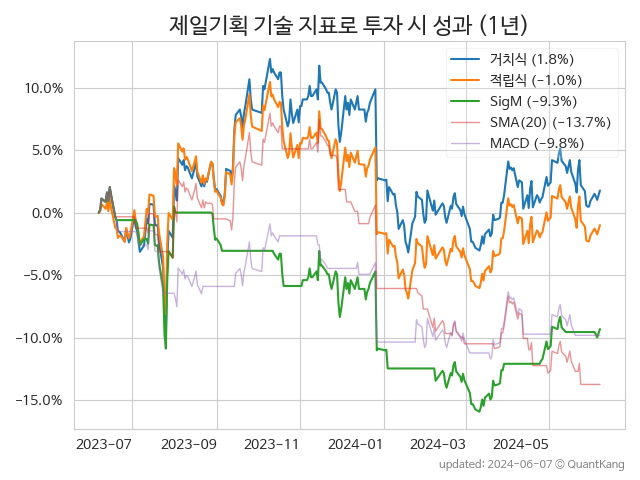 제일기획 기술 지표로 투자 시 성과 (1년)
거치식 (1.8%)
적립식 (−1.0%)
SigM (−9.3%)
SMA(20) (−13.7%)
MACD (−9.8%)
10.0%
5.0%
0.0%
−5.0%
−10.0%
−15.0%
2023−07 2023−09 2023−11 2024−01 2024−03 2024−05
updated: 2024−06−07 © QuantKang